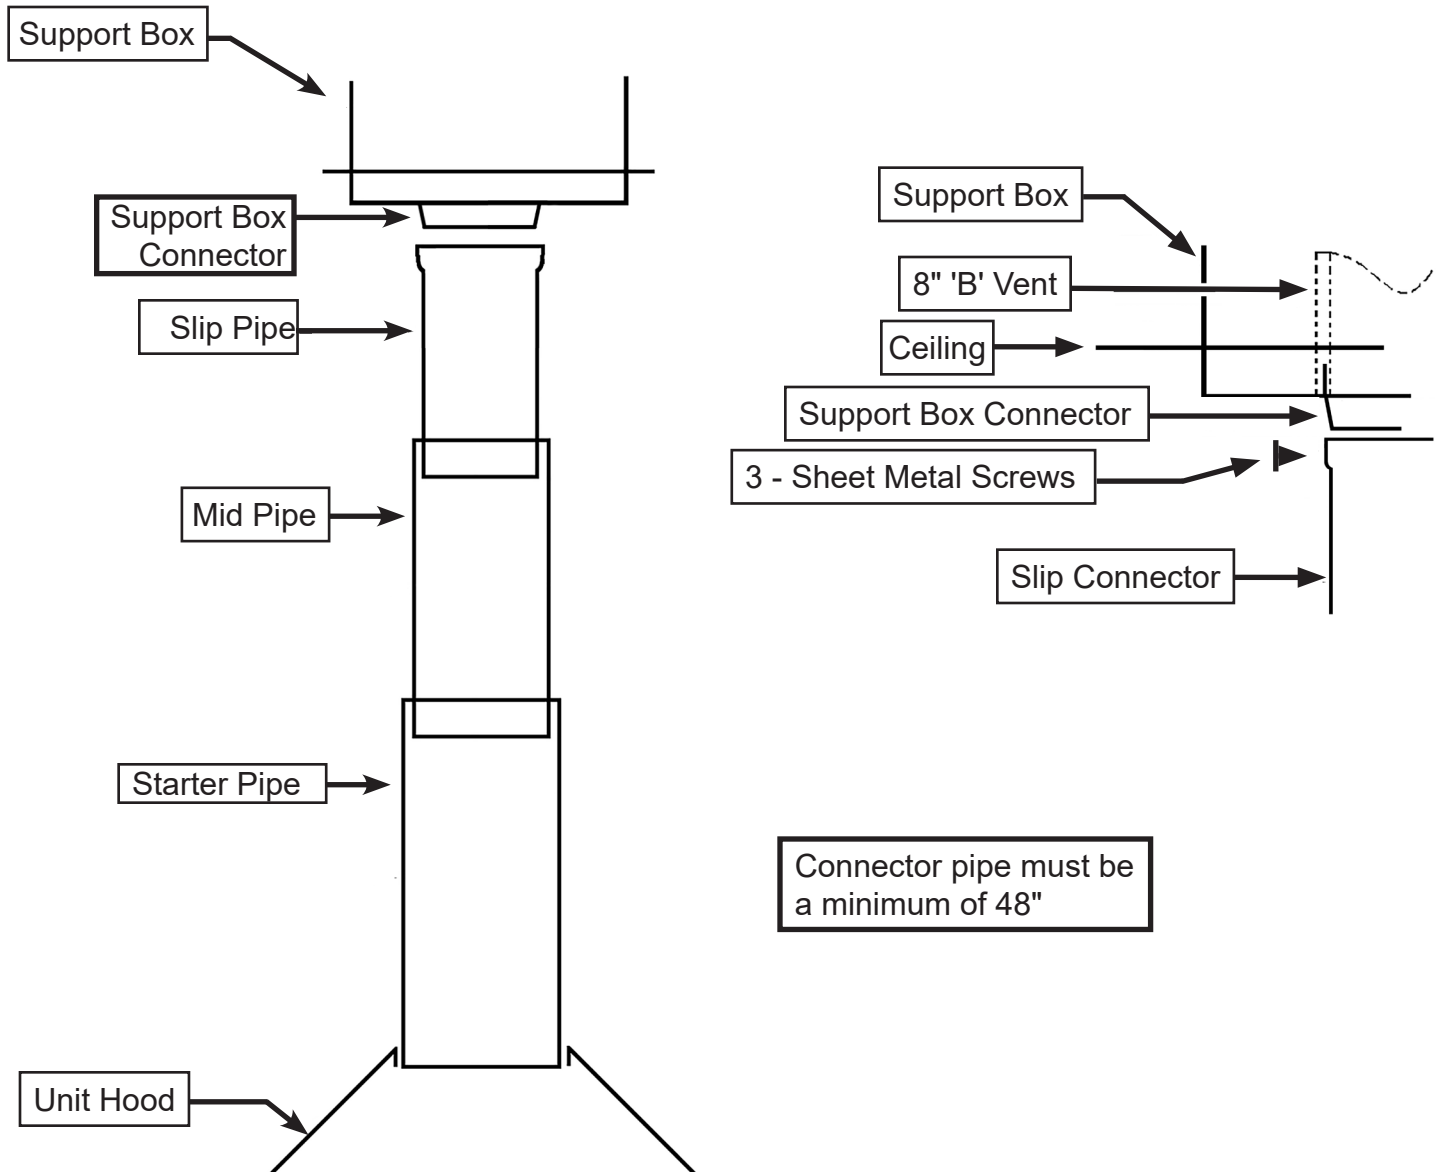 Support Box
Support Box
Connector
Slip Pipe
Mid Pipe
Starter Pipe
Unit Hood
Support Box
8" 'B' Vent
Ceiling
Support Box Connector
3 - Sheet Metal Screws
Slip Connector
Connector pipe must be
a minimum of 48"